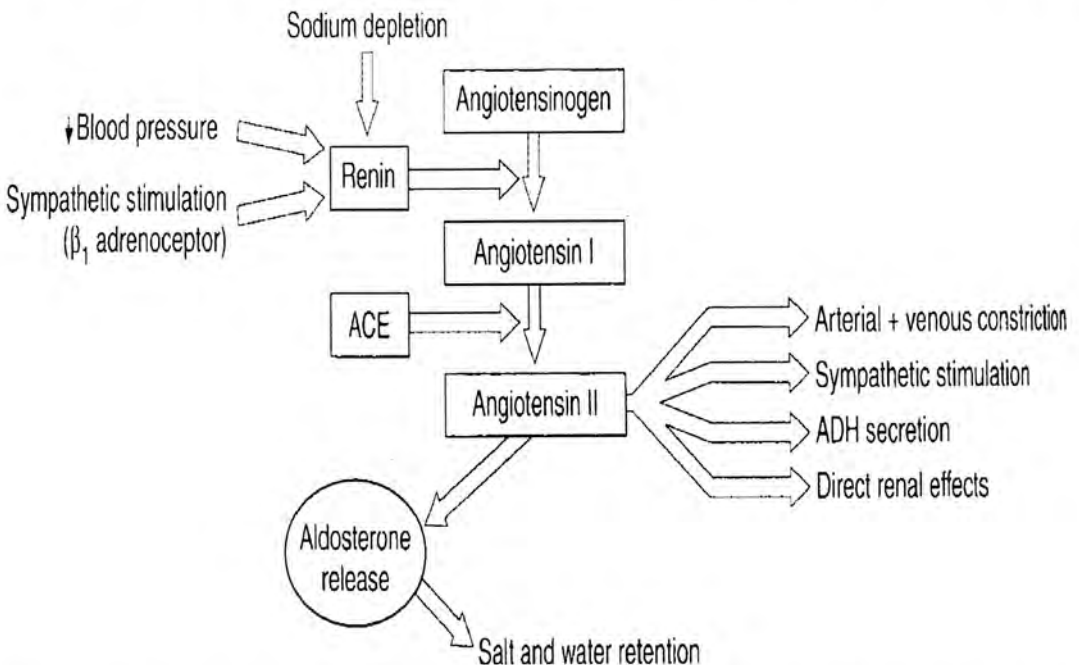 Sodium depletion
Angiotensinogen
↓ Blood pressure
Renin
Sympathetic stimulation
(β₁ adrenoceptor)
Angiotensin I
ACE
Arterial + venous constriction
Sympathetic stimulation
Angiotensin II
ADH secretion
Direct renal effects
Aldosterone
release
Salt and water retention